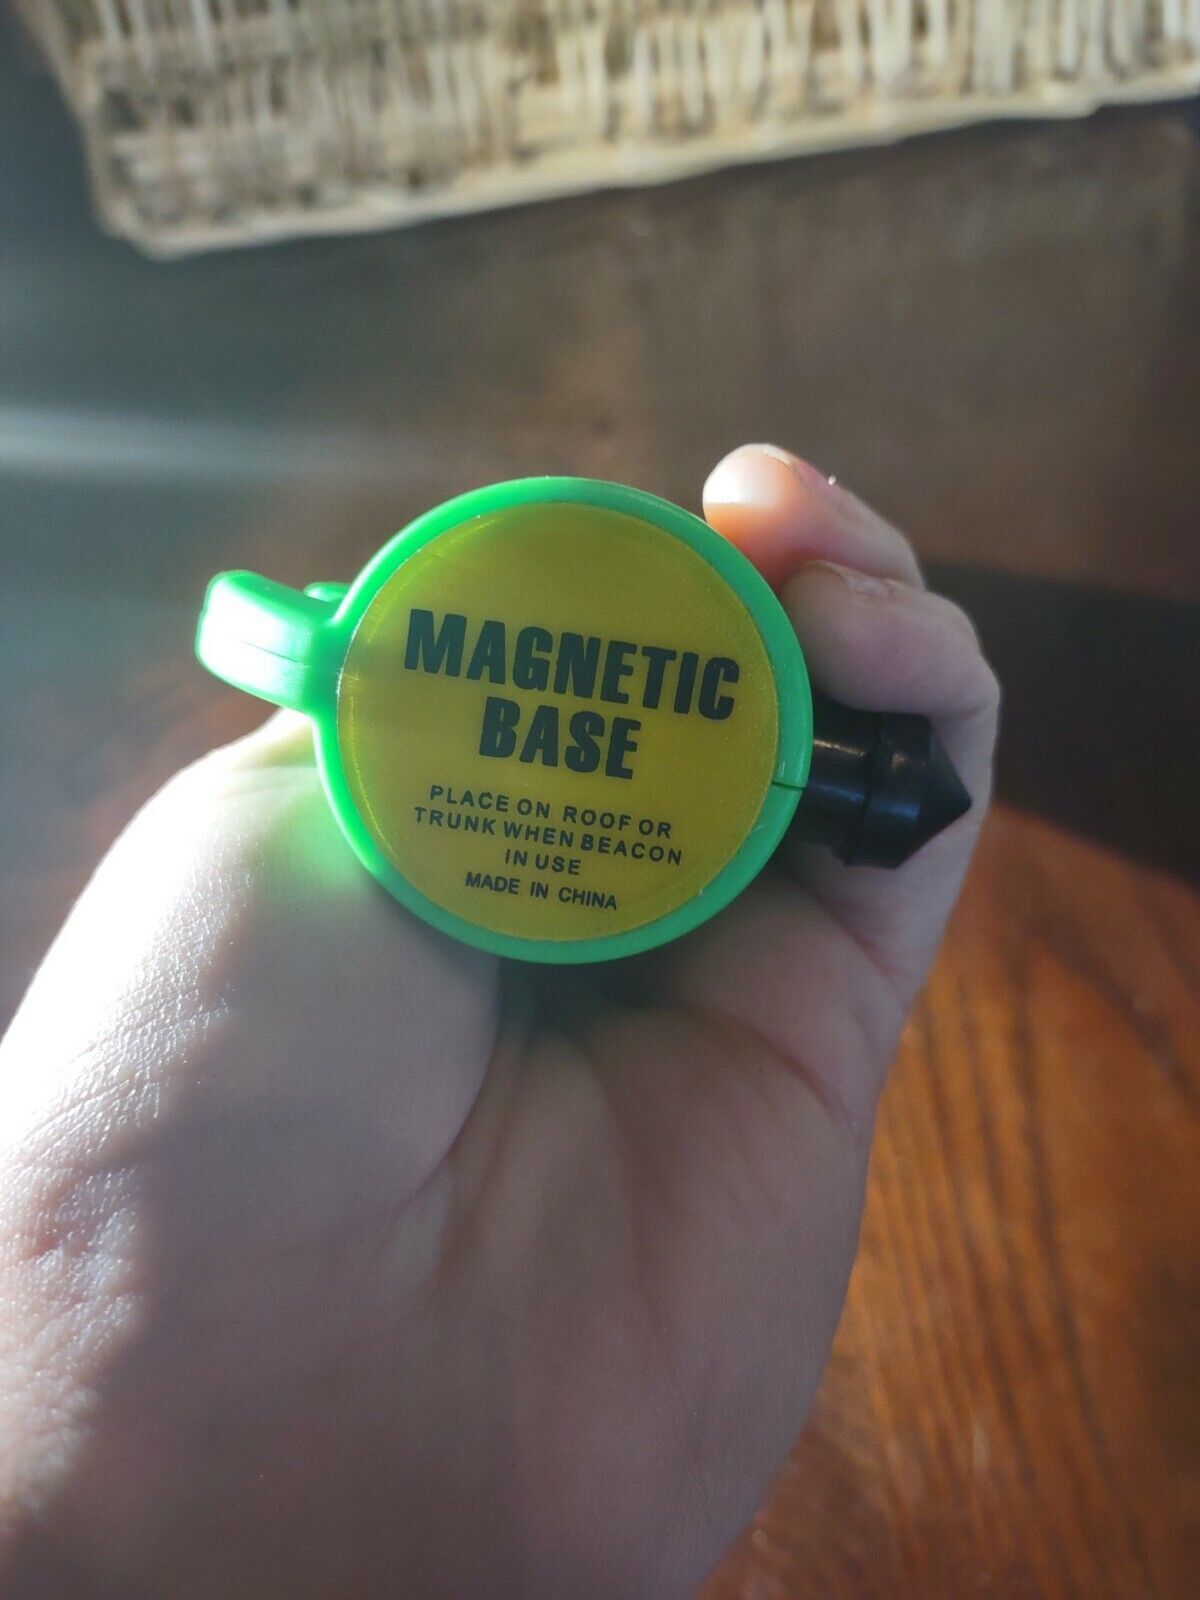 MAGNETIC
BASE
PLACE ON ROOF OR
TRUNK WHEN BEACON
IN USE
MADE IN CHINA